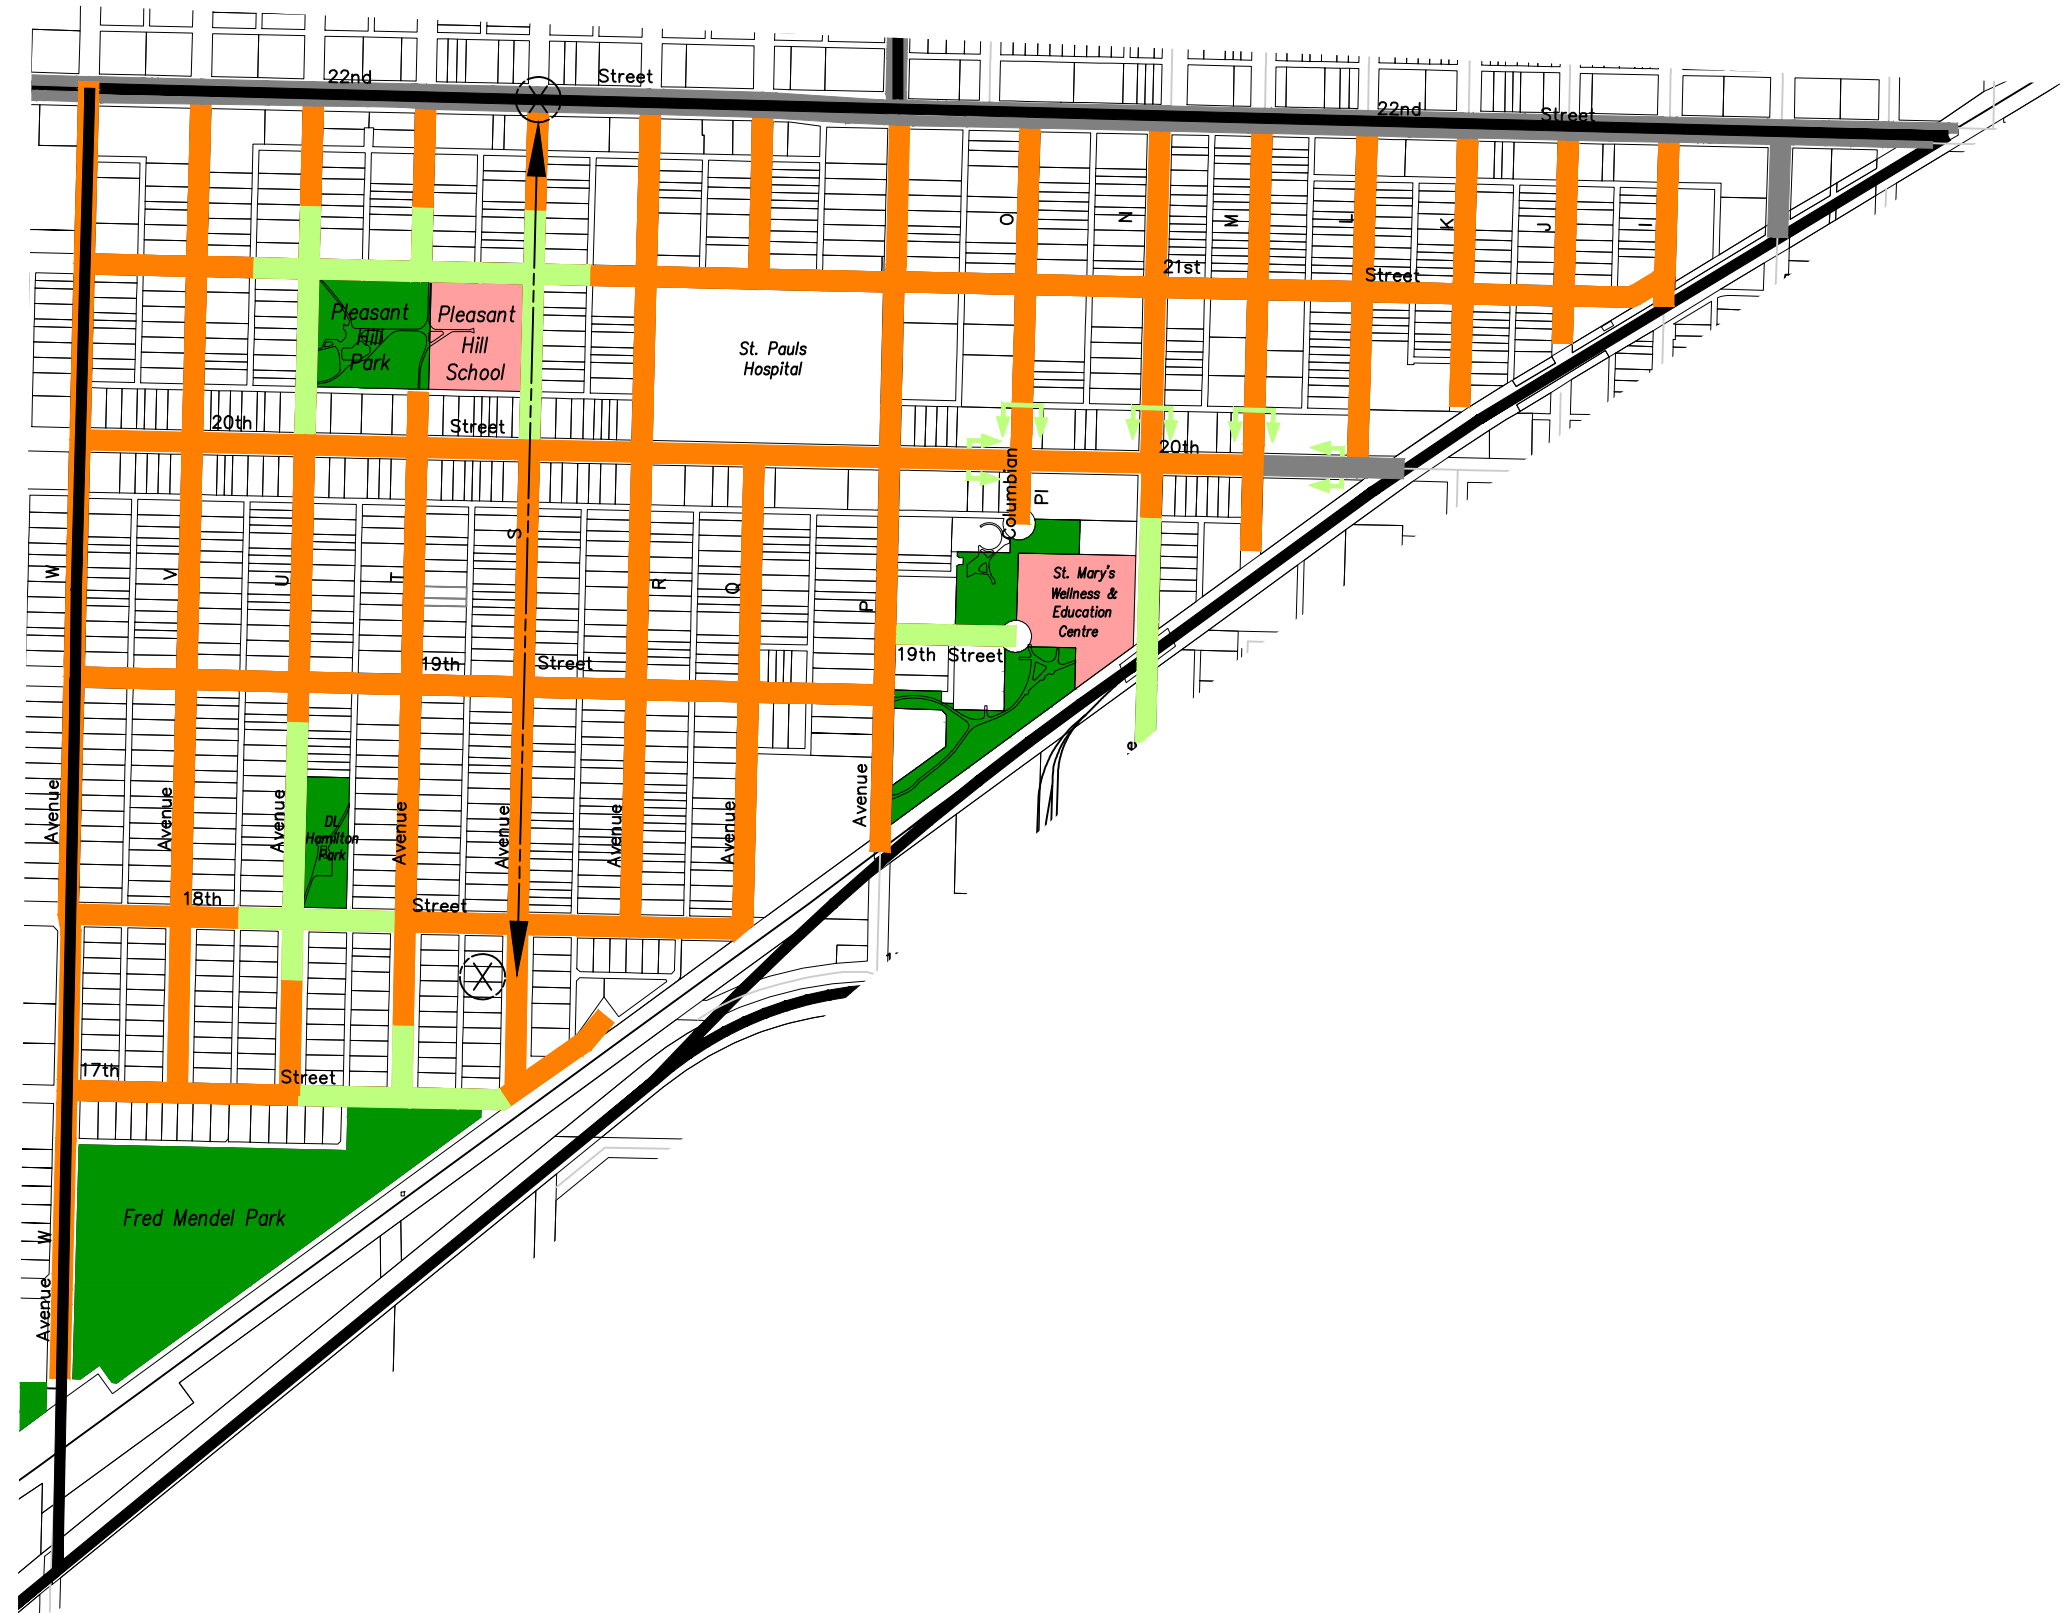 22nd
Street
22nd
Street
O
N
M
L
K
J
I
21st
Street
Pleasant
Hill
Park
Pleasant
Hill
School
St. Pauls
Hospital
20th
Street
20th
Columbian
Pl
S
W
V
U
T
R
Q
P
St. Mary's
Wellness &
Education
Centre
19th
Street
19th Street
Avenue
Avenue
Avenue
Avenue
Avenue
Avenue
Avenue
Avenue
DL
Hamilton
Park
18th
Street
17th
Street
Fred Mendel Park
W
Avenue